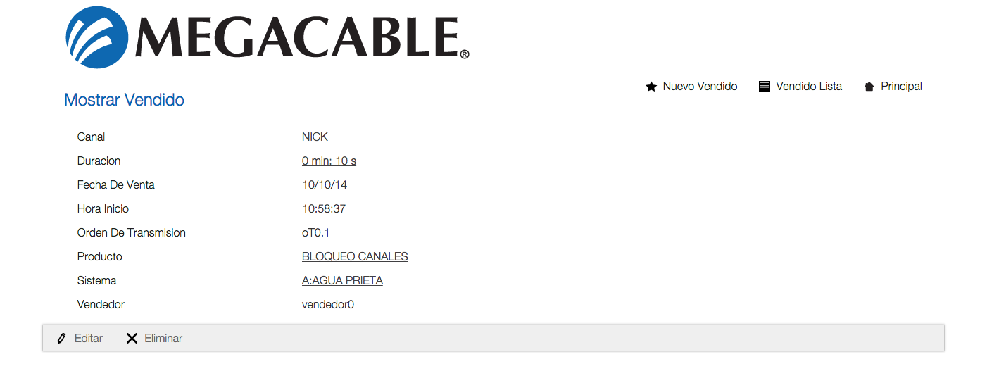 MEGACABLE®
Nuevo Vendido Vendido Lista Principal
Mostrar Vendido
Canal NICK
Duracion 0 min: 10 s
Fecha De Venta 10/10/14
Hora Inicio 10:58:37
Orden De Transmision oT0.1
Producto BLOQUEO CANALES
Sistema A:AGUA PRIETA
Vendedor vendedor0
Editar Eliminar